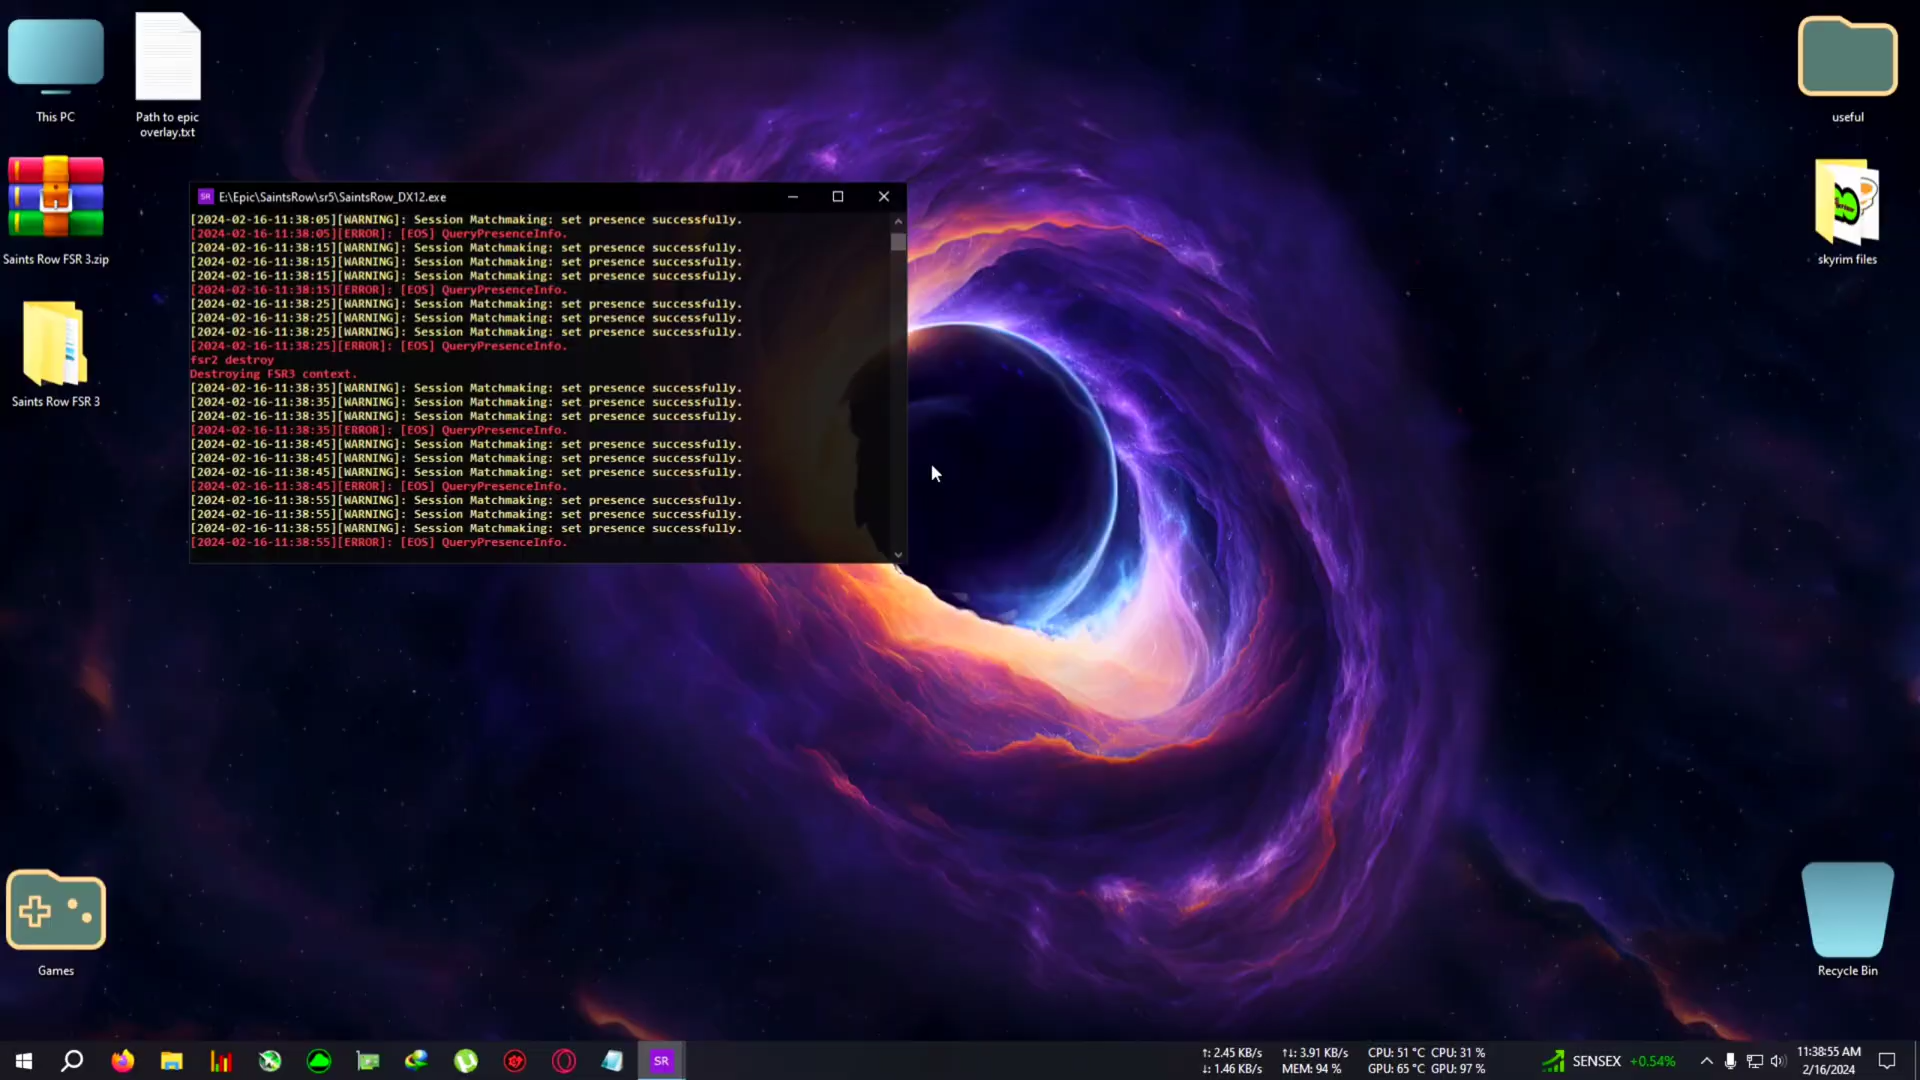 This PC
Path to epic
overlay.txt
Saints Row FSR 3.zip
Saints Row FSR 3
Games
useful
skyrim files
Recycle Bin
SR E:\Epic\SaintsRow\sr5\SaintsRow_DX12.exe
[2024-02-16-11:38:05][WARNING]: Session Matchmaking: set presence successfully.
[2024-02-16-11:38:05][ERROR]: [EOS] QueryPresenceInfo.
[2024-02-16-11:38:15][WARNING]: Session Matchmaking: set presence successfully.
[2024-02-16-11:38:15][WARNING]: Session Matchmaking: set presence successfully.
[2024-02-16-11:38:15][WARNING]: Session Matchmaking: set presence successfully.
[2024-02-16-11:38:15][ERROR]: [EOS] QueryPresenceInfo.
[2024-02-16-11:38:25][WARNING]: Session Matchmaking: set presence successfully.
[2024-02-16-11:38:25][WARNING]: Session Matchmaking: set presence successfully.
[2024-02-16-11:38:25][WARNING]: Session Matchmaking: set presence successfully.
[2024-02-16-11:38:25][ERROR]: [EOS] QueryPresenceInfo.
fsr2 destroy
Destroying FSR3 context.
[2024-02-16-11:38:35][WARNING]: Session Matchmaking: set presence successfully.
[2024-02-16-11:38:35][WARNING]: Session Matchmaking: set presence successfully.
[2024-02-16-11:38:35][WARNING]: Session Matchmaking: set presence successfully.
[2024-02-16-11:38:35][ERROR]: [EOS] QueryPresenceInfo.
[2024-02-16-11:38:45][WARNING]: Session Matchmaking: set presence successfully.
[2024-02-16-11:38:45][WARNING]: Session Matchmaking: set presence successfully.
[2024-02-16-11:38:45][WARNING]: Session Matchmaking: set presence successfully.
[2024-02-16-11:38:45][ERROR]: [EOS] QueryPresenceInfo.
[2024-02-16-11:38:55][WARNING]: Session Matchmaking: set presence successfully.
[2024-02-16-11:38:55][WARNING]: Session Matchmaking: set presence successfully.
[2024-02-16-11:38:55][WARNING]: Session Matchmaking: set presence successfully.
[2024-02-16-11:38:55][ERROR]: [EOS] QueryPresenceInfo.
SR
↑: 2.45 KB/s ↑↓: 3.91 KB/s CPU: 51 °C CPU: 31 %
↓: 1.46 KB/s MEM: 94 % GPU: 65 °C GPU: 97 %
SENSEX +0.54%
11:38:55 AM
2/16/2024